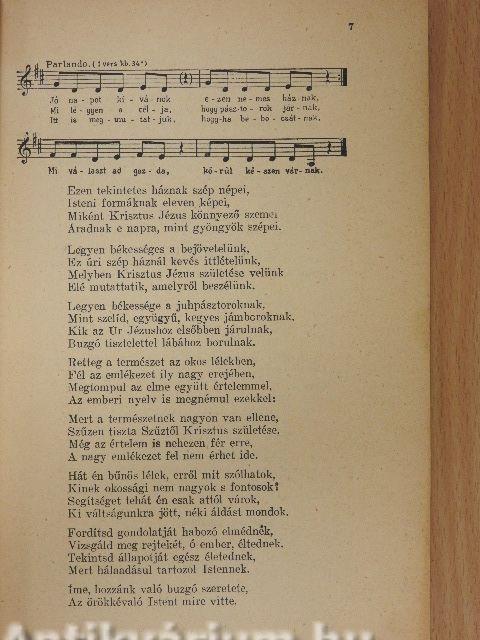 7
Parlando. (1 vers kb. 34")
Jó na - pot kí - vá - nok e - zen ne - mes ház - nak,
Mi lé - gyen a cél - ja, hogy pász - to - rok jár - nak,
Itt is meg - mu - tat - juk, hogy - ha be - bo - csát - nak.
Mi vá - laszt ad gaz - da, kö - rül ké - szen vár - nak.
Ezen tekintetes háznak szép népei,
Isteni formáknak eleven képei,
Miként Krisztus Jézus könnyező szemei
Áradnak e napra, mint gyöngyök szépei.
Legyen békességes a bejövetelünk,
Ez úri szép háznál kevés ittlételünk,
Melyben Krisztus Jézus születése velünk
Elé mutattatik, amelyről beszélünk.
Legyen békessége a juhpásztoroknak,
Mint szelíd, együgyű, kegyes jámboroknak,
Kik az Úr Jézushoz elsőbben járulnak,
Buzgó tisztelettel lábához borulnak.
Retteg a természet az okos lélekben,
Fél az emlékezet ily nagy erejében,
Megtompul az elme együtt értelemmel,
Az emberi nyelv is megnémul ezekkel:
Mert a természetnek nagyon van ellene,
Szűzen tiszta Szűztől Krisztus születése.
Még az értelem is nehezen fér erre,
A nagy emlékezet fel nem érhet ide.
Hát én bűnös lélek, erről mit szólhatok,
Kinek okossági nem nagyok s fontosok?
Segítséget tehát én csak attól várok,
Ki váltságunkra jött, néki áldást mondok.
Fordítsd gondolatját habozó elmédnek,
Vizsgáld meg rejtekét, ó ember, éltednek.
Tekintsd állapotját egész életednek,
Mert hálaadásul tartozol Istennek.
Íme, hozzánk való buzgó szeretete,
Az örökkévaló Istent mire vitte.
Antikvárium.hu